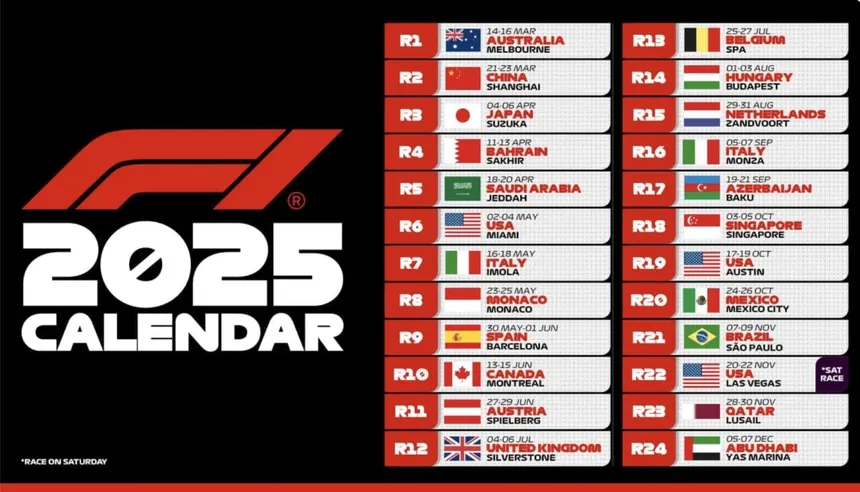 F1®
2025
CALENDAR
*RACE ON SATURDAY
R1
14-16 MAR
AUSTRALIA
MELBOURNE
R2
21-23 MAR
CHINA
SHANGHAI
R3
04-06 APR
JAPAN
SUZUKA
R4
11-13 APR
BAHRAIN
SAKHIR
R5
18-20 APR
SAUDI ARABIA
JEDDAH
R6
02-04 MAY
USA
MIAMI
R7
16-18 MAY
ITALY
IMOLA
R8
23-25 MAY
MONACO
MONACO
R9
30 MAY-01 JUN
SPAIN
BARCELONA
R10
13-15 JUN
CANADA
MONTREAL
R11
27-29 JUN
AUSTRIA
SPIELBERG
R12
04-06 JUL
UNITED KINGDOM
SILVERSTONE
R13
25-27 JUL
BELGIUM
SPA
R14
01-03 AUG
HUNGARY
BUDAPEST
R15
29-31 AUG
NETHERLANDS
ZANDVOORT
R16
05-07 SEP
ITALY
MONZA
R17
19-21 SEP
AZERBAIJAN
BAKU
R18
03-05 OCT
SINGAPORE
SINGAPORE
R19
17-19 OCT
USA
AUSTIN
R20
24-26 OCT
MEXICO
MEXICO CITY
R21
07-09 NOV
BRAZIL
SÃO PAULO
R22
20-22 NOV
USA
LAS VEGAS
*SAT
RACE
R23
28-30 NOV
QATAR
LUSAIL
R24
05-07 DEC
ABU DHABI
YAS MARINA